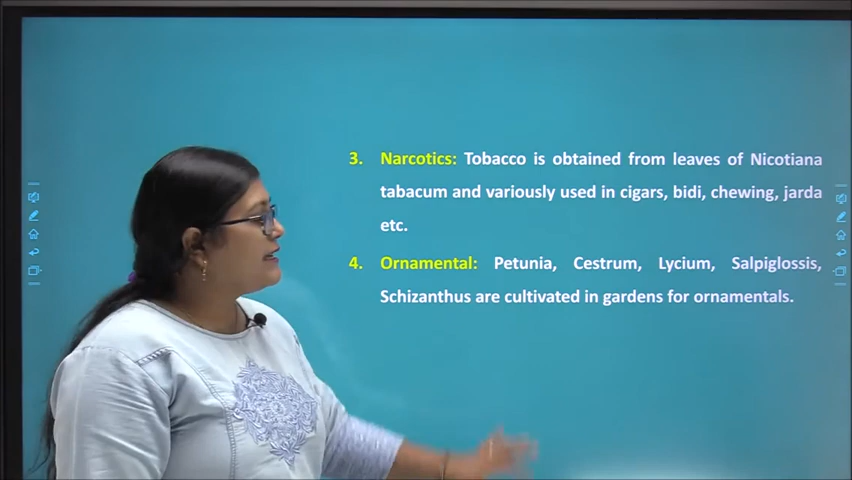 3. Narcotics: Tobacco is obtained from leaves of Nicotiana
tabacum and variously used in cigars, bidi, chewing, jarda
etc.
4. Ornamental: Petunia, Cestrum, Lycium, Salpiglossis,
Schizanthus are cultivated in gardens for ornamentals.